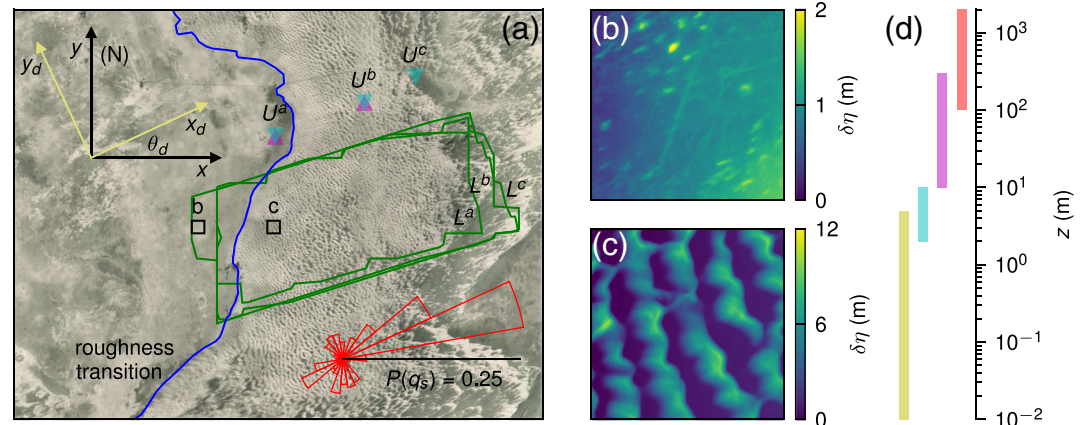 (a)
y
(N)
y_d
x_d
θ_d
x
U^a
U^b
U^c
b
c
L^a
L^b
L^c
roughness
transition
P(q_s) = 0.25
(b)
2
1
0
δη (m)
(c)
12
6
0
δη (m)
(d)
10^3
10^2
10^1
10^0
10^−1
10^−2
z (m)